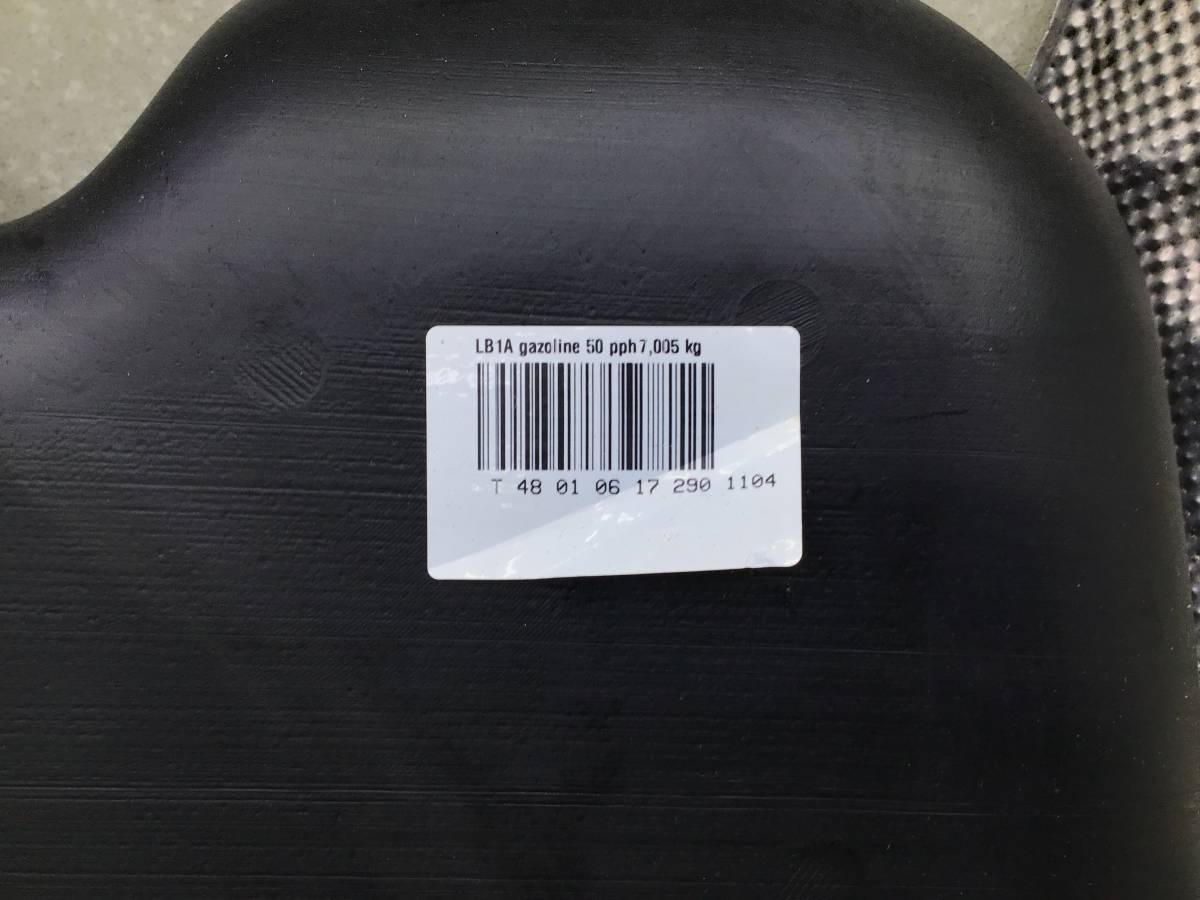 LB1A gazoline 50 pph7,005 kg
T 48 01 06 17 290 1104